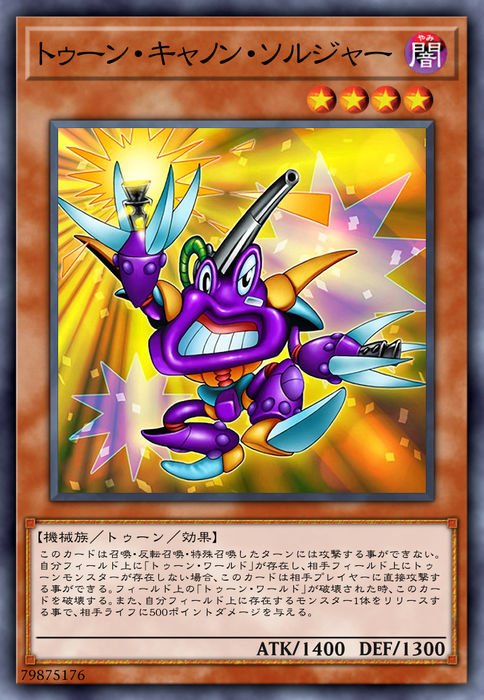 トゥーン・キャノン・ソルジャー
やみ
闇
【機械族／トゥーン／効果】
このカードは召喚・反転召喚・特殊召喚したターンには攻撃する事ができない。
自分フィールド上に「トゥーン・ワールド」が存在し、相手フィールド上にトゥ
ーンモンスターが存在しない場合、このカードは相手プレイヤーに直接攻撃す
る事ができる。フィールド上の「トゥーン・ワールド」が破壊された時、このカー
ドを破壊する。また、自分フィールド上に存在するモンスター1体をリリースす
る事で、相手ライフに500ポイントダメージを与える。
ATK/1400 DEF/1300
79875176